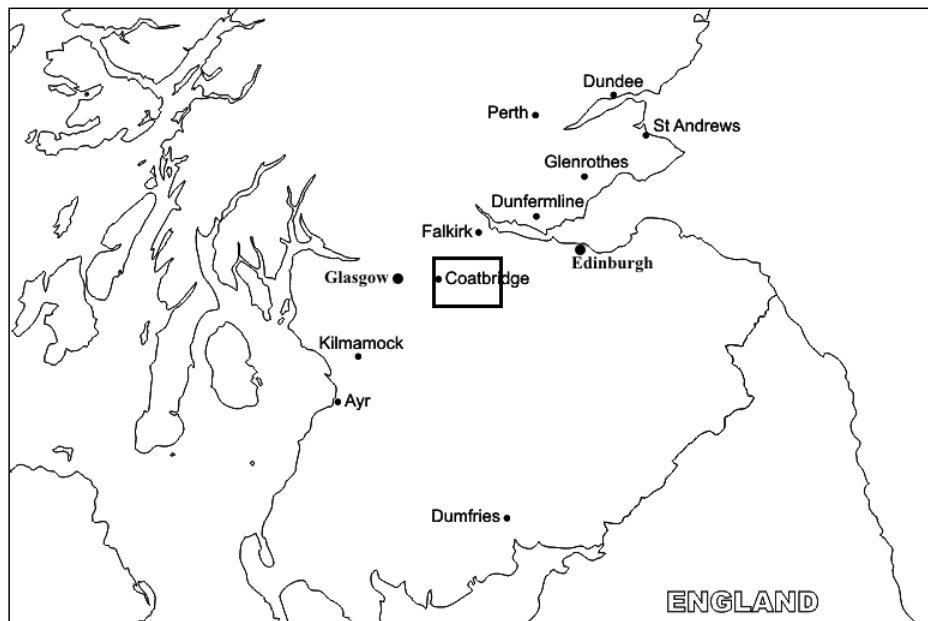 Dundee
Perth
St Andrews
Glenrothes
Dunfermline
Falkirk
Edinburgh
Glasgow
Coatbridge
Kilmamock
Ayr
Dumfries
ENGLAND